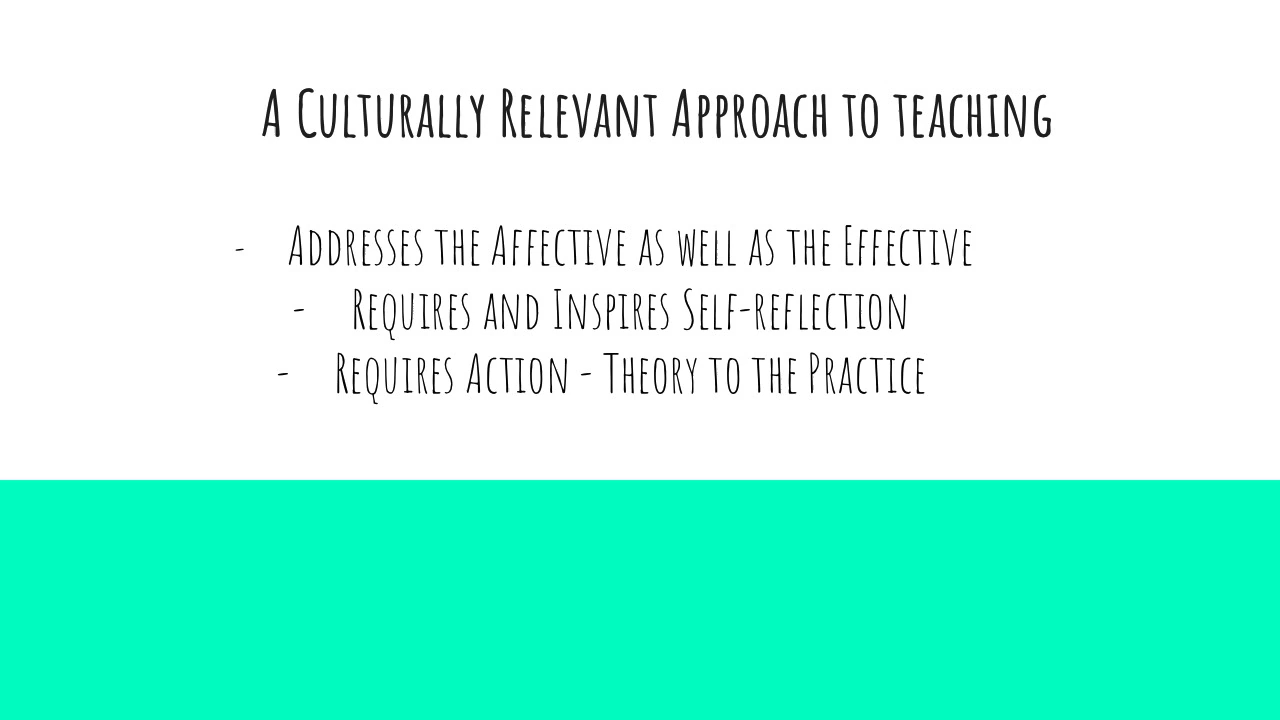 A Culturally Relevant Approach to teaching
- Addresses the Affective as well as the Effective
- Requires and Inspires Self-reflection
- Requires Action - Theory to the Practice